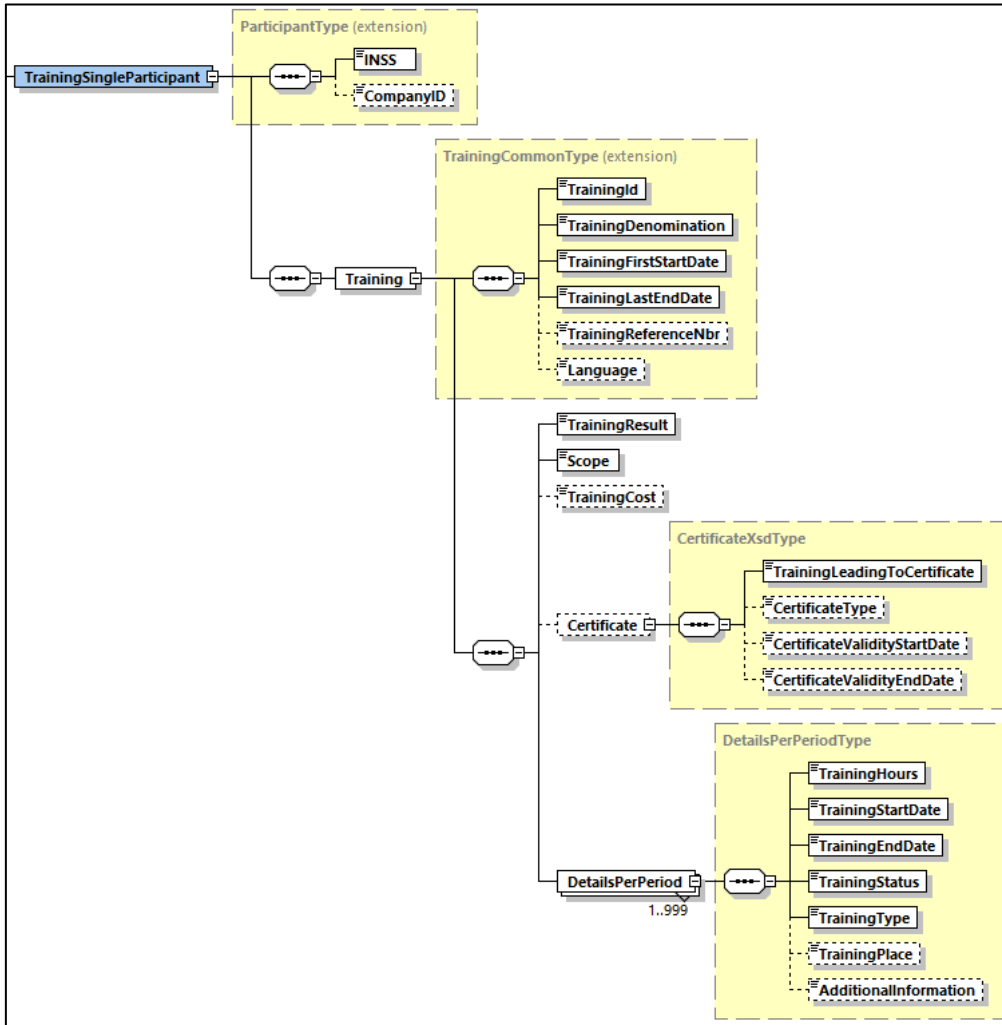 ParticipantType (extension)
INSS
TrainingSingleParticipant
CompanyID
TrainingCommonType (extension)
TrainingId
TrainingDenomination
TrainingFirstStartDate
Training
TrainingLastEndDate
TrainingReferenceNbr
Language
TrainingResult
Scope
TrainingCost
CertificateXsdType
TrainingLeadingToCertificate
CertificateType
Certificate
CertificateValidityStartDate
CertificateValidityEndDate
DetailsPerPeriodType
TrainingHours
TrainingStartDate
TrainingEndDate
DetailsPerPeriod
1..999
TrainingStatus
TrainingType
TrainingPlace
AdditionalInformation